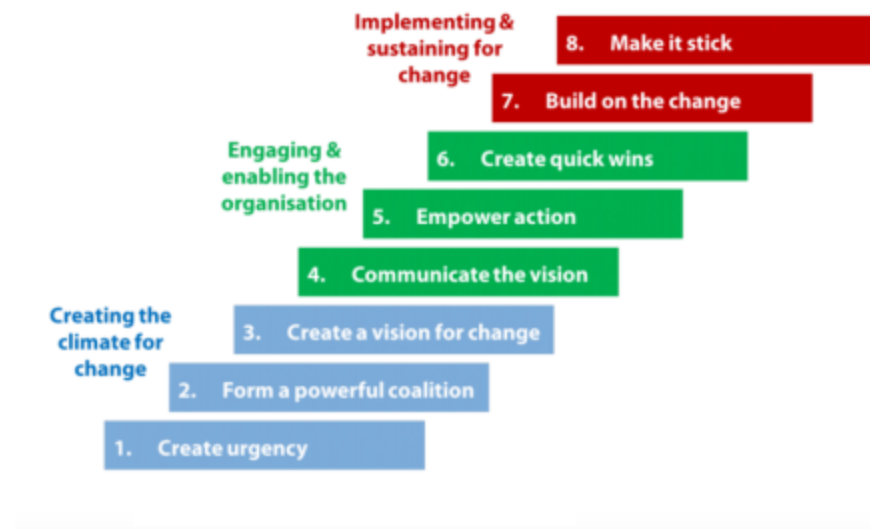 Implementing &
sustaining for
change
8. Make it stick
7. Build on the change
Engaging &
enabling the
organisation
6. Create quick wins
5. Empower action
4. Communicate the vision
Creating the
climate for
change
3. Create a vision for change
2. Form a powerful coalition
1. Create urgency